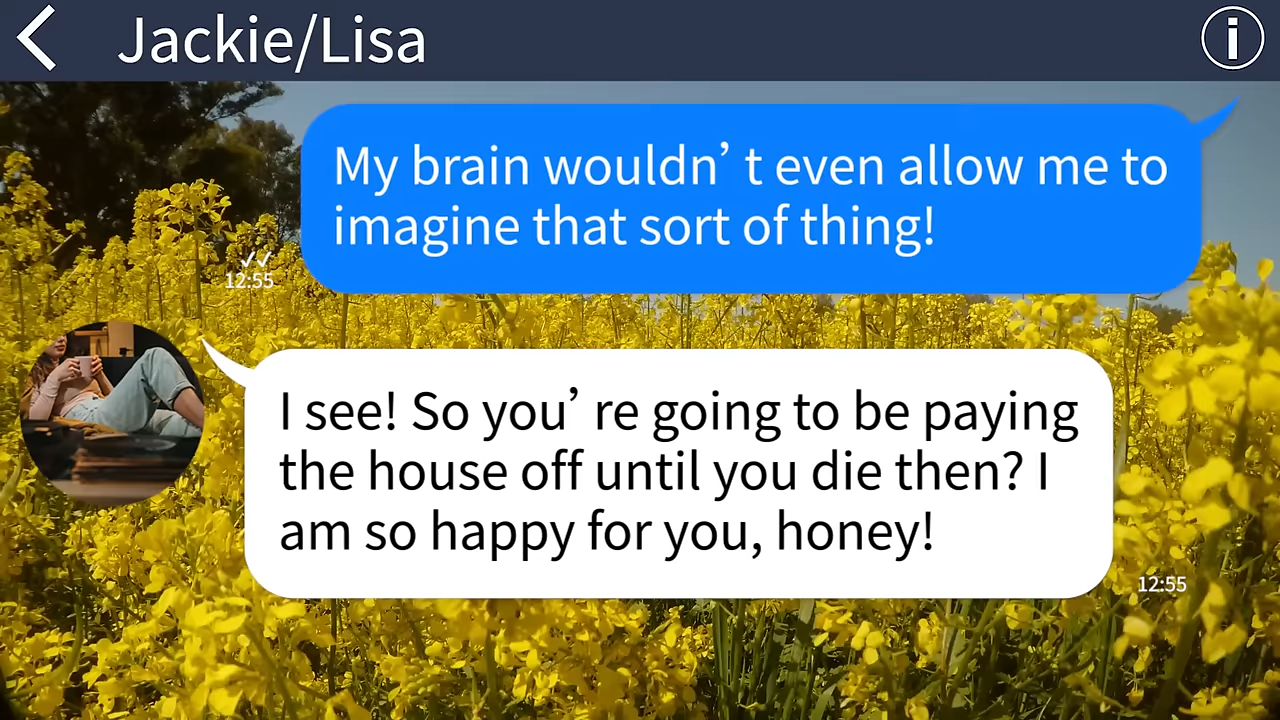 Jackie/Lisa
My brain wouldn’ t even allow me to
imagine that sort of thing!
12:55
I see! So you’ re going to be paying
the house off until you die then? I
am so happy for you, honey!
12:55